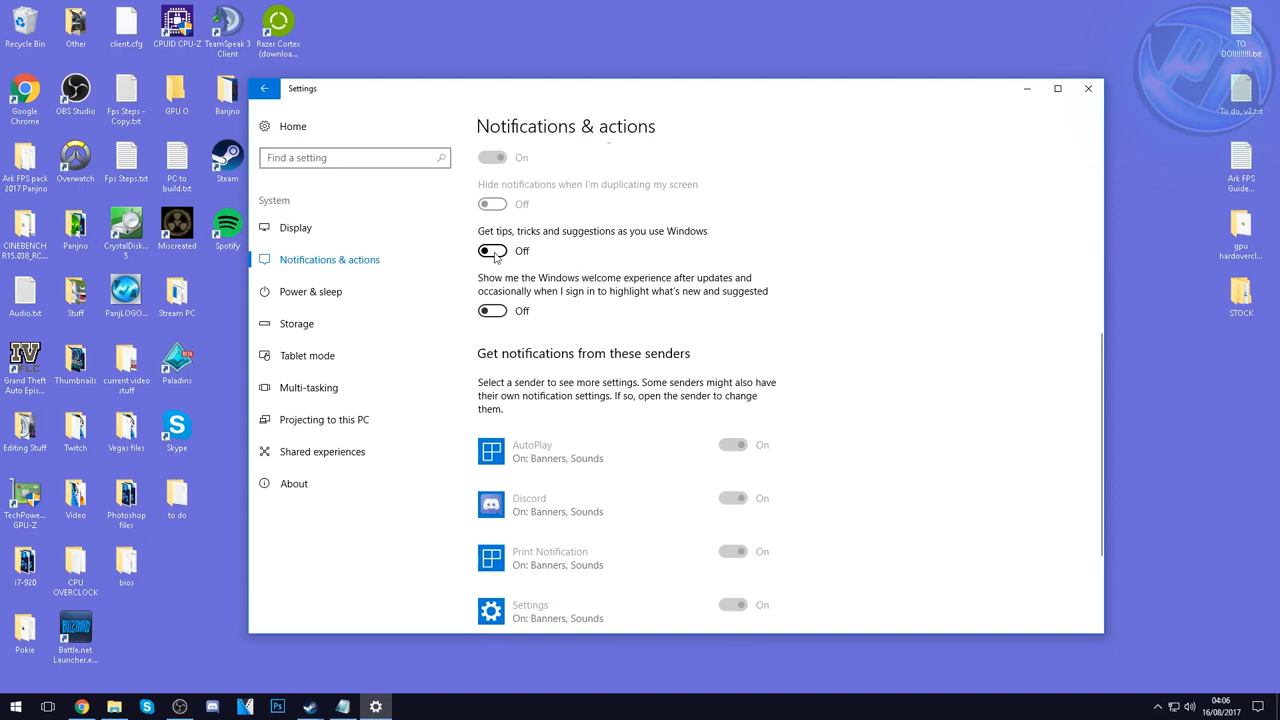 Recycle Bin
Other
client.cfg
CPUID CPU-Z
TeamSpeak 3
Client
Razer Cortex
(downloa...
TO
DO!!!!!!!!.txt
Google
Chrome
OBS Studio
Fps Steps -
Copy.txt
GPU O
Banjno
To do, v2.txt
Ark FPS pack
2017 Panjno
Overwatch
Fps Steps.txt
PC to
build.txt
Steam
Ark FPS
Guide...
CINEBENCH
R15.038_RC...
Panjno
CrystalDisk...
5
Miscreated
Spotify
gpu
hardovercl...
Audio.txt
Stuff
PanjLOGO...
Stream PC
STOCK
Grand Theft
Auto Epis...
Thumbnails
current video
stuff
Paladins
Editing Stuff
Twitch
Vegas files
Skype
TechPowe...
GPU-Z
Video
Photoshop
files
to do
i7-920
CPU
OVERCLOCK
bios
Pokie
Battle.net
Launcher.e...
Settings
Home
Find a setting
System
Display
Notifications & actions
Power & sleep
Storage
Tablet mode
Multi-tasking
Projecting to this PC
Shared experiences
About
Notifications & actions
On
Hide notifications when I'm duplicating my screen
Off
Get tips, tricks and suggestions as you use Windows
Off
Show me the Windows welcome experience after updates and
occasionally when I sign in to highlight what's new and suggested
Off
Get notifications from these senders
Select a sender to see more settings. Some senders might also have
their own notification settings. If so, open the sender to change
them.
AutoPlay
On: Banners, Sounds
On
Discord
On: Banners, Sounds
On
Print Notification
On: Banners, Sounds
On
Settings
On: Banners, Sounds
On
04:06
16/08/2017